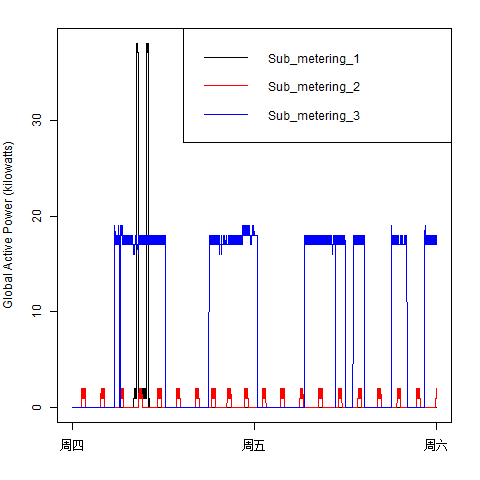 Sub_metering_1
Sub_metering_2
Sub_metering_3
Global Active Power (kilowatts)
30
20
10
0
周四 周五 周六